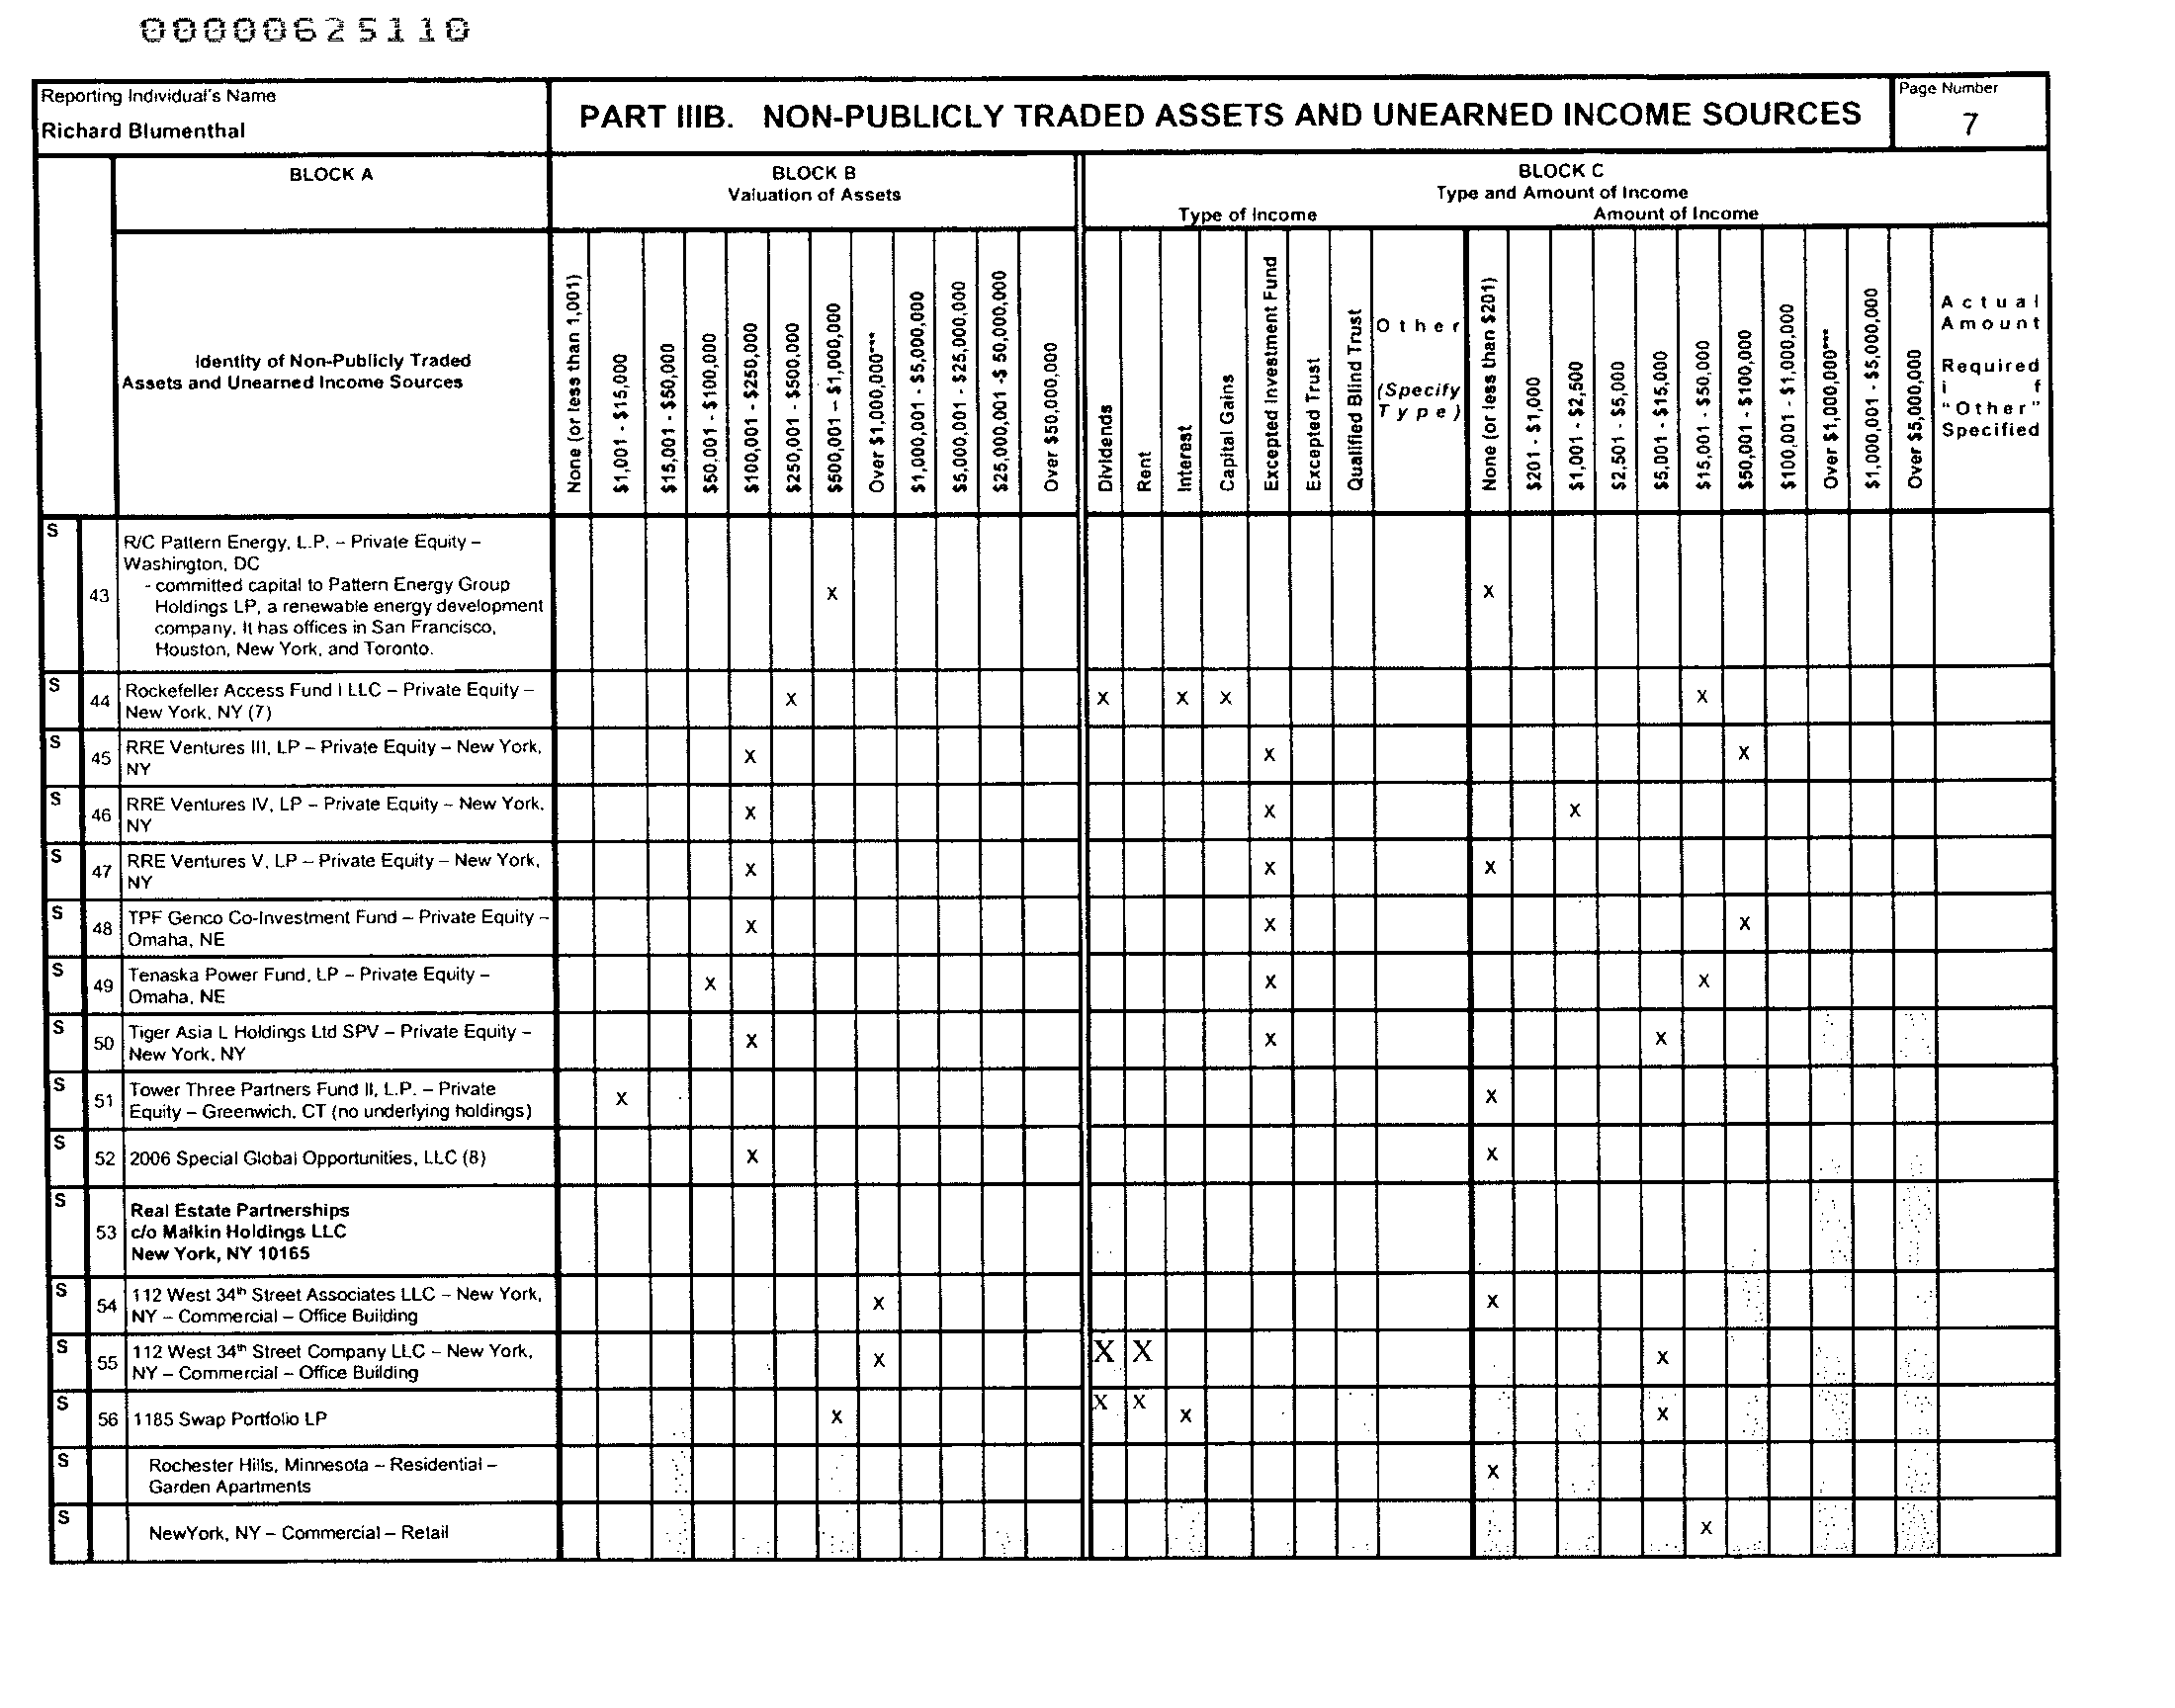 00000625110
Reporting Individual's Name
Richard Blumenthal
PART IIIB. NON-PUBLICLY TRADED ASSETS AND UNEARNED INCOME SOURCES
Page Number
7
BLOCK A
BLOCK B
Valuation of Assets
BLOCK C
Type and Amount of Income
Type of Income
Amount of Income
Identity of Non-Publicly Traded
Assets and Unearned Income Sources
None (or less than 1,001)
$1,001 - $15,000
$15,001 - $50,000
$50,001 - $100,000
$100,001 - $250,000
$250,001 - $500,000
$500,001 – $1,000,000
Over $1,000,000***
$1,000,001 - $5,000,000
$5,000,001 - $25,000,000
$25,000,001 -$ 50,000,000
Over $50,000,000
Dividends
Rent
Interest
Capital Gains
Excepted Investment Fund
Excepted Trust
Qualified Blind Trust
Other
(Specify
Type)
None (or less than $201)
$201 - $1,000
$1,001 - $2,500
$2,501 - $5,000
$5,001 - $15,000
$15,001 - $50,000
$50,001 - $100,000
$100,001 - $1,000,000
Over $1,000,000***
$1,000,001 - $5,000,000
Over $5,000,000
Actual
Amount
Required
i f
"Other"
Specified
S
43
R/C Pattern Energy, L.P. – Private Equity –
Washington, DC
- committed capital to Pattern Energy Group
Holdings LP, a renewable energy development
company. It has offices in San Francisco,
Houston, New York, and Toronto.
X X
S
44
Rockefeller Access Fund I LLC – Private Equity –
New York, NY (7)
X X X X X
S
45
RRE Ventures III, LP – Private Equity – New York,
NY
X X X
S
46
RRE Ventures IV, LP – Private Equity – New York,
NY
X X X
S
47
RRE Ventures V, LP – Private Equity – New York,
NY
X X X
S
48
TPF Genco Co-Investment Fund – Private Equity –
Omaha, NE
X X X
S
49
Tenaska Power Fund, LP – Private Equity –
Omaha, NE
X X X
S
50
Tiger Asia L Holdings Ltd SPV – Private Equity –
New York, NY
X X X
S
51
Tower Three Partners Fund II, L.P. – Private
Equity – Greenwich, CT (no underlying holdings)
X X
S
52
2006 Special Global Opportunities, LLC (8)
X X
S
53
Real Estate Partnerships
c/o Malkin Holdings LLC
New York, NY 10165
S
54
112 West 34th Street Associates LLC – New York,
NY – Commercial – Office Building
X X
S
55
112 West 34th Street Company LLC – New York,
NY – Commercial – Office Building
X X X X
S
56
1185 Swap Portfolio LP
X X X X X
S
Rochester Hills, Minnesota – Residential –
Garden Apartments
X
S
NewYork, NY – Commercial – Retail
X